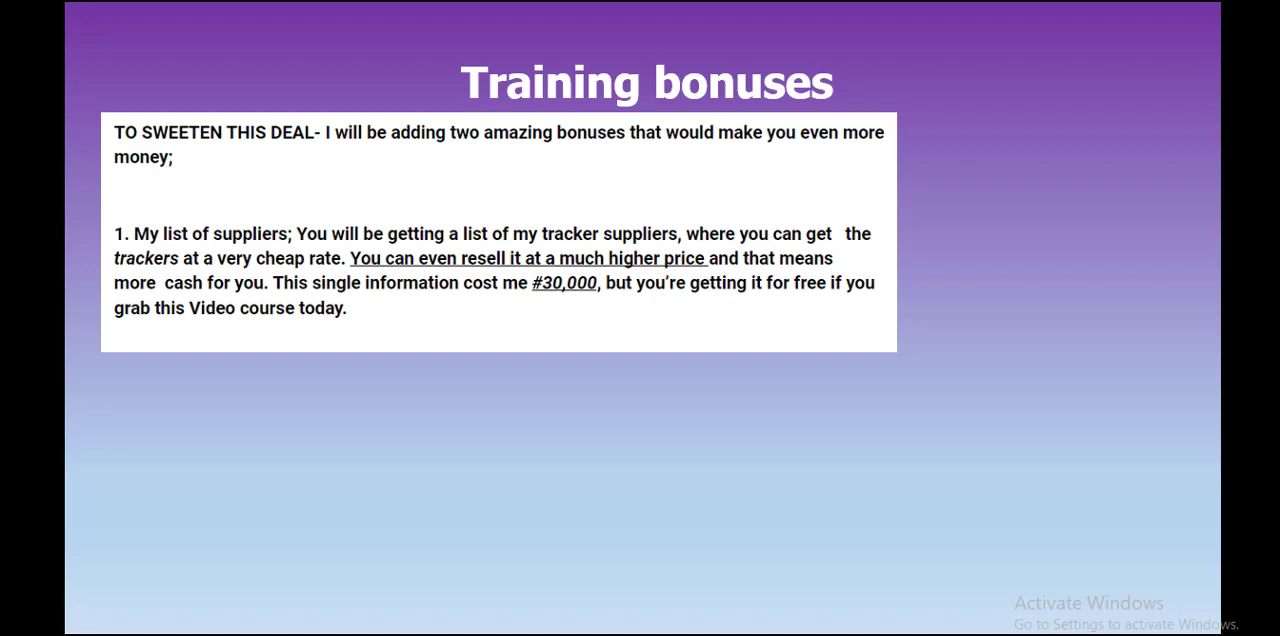 Training bonuses
TO SWEETEN THIS DEAL- I will be adding two amazing bonuses that would make you even more
money;
1. My list of suppliers; You will be getting a list of my tracker suppliers, where you can get the
trackers at a very cheap rate. You can even resell it at a much higher price and that means
more cash for you. This single information cost me #30,000, but you’re getting it for free if you
grab this Video course today.
Activate Windows
Go to Settings to activate Windows.